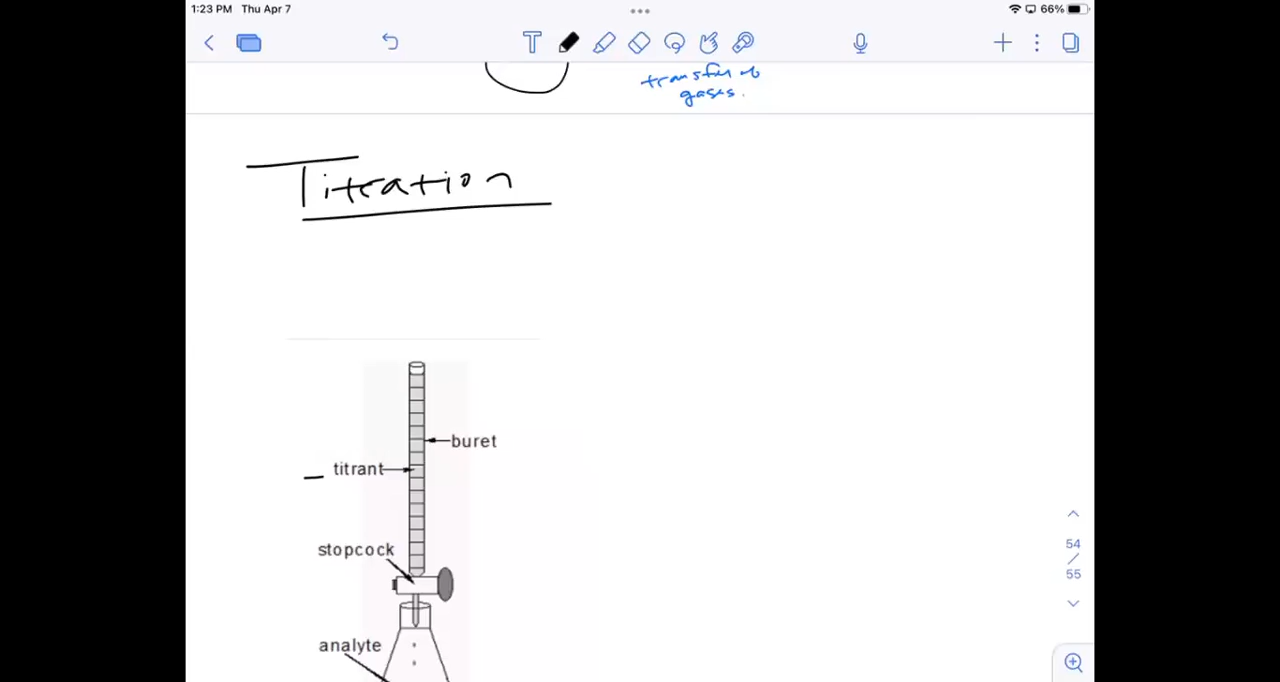 1:23 PM Thu Apr 7
66%
T
transfer of
gases.
Titration
buret
titrant
stopcock
analyte
54
/
55